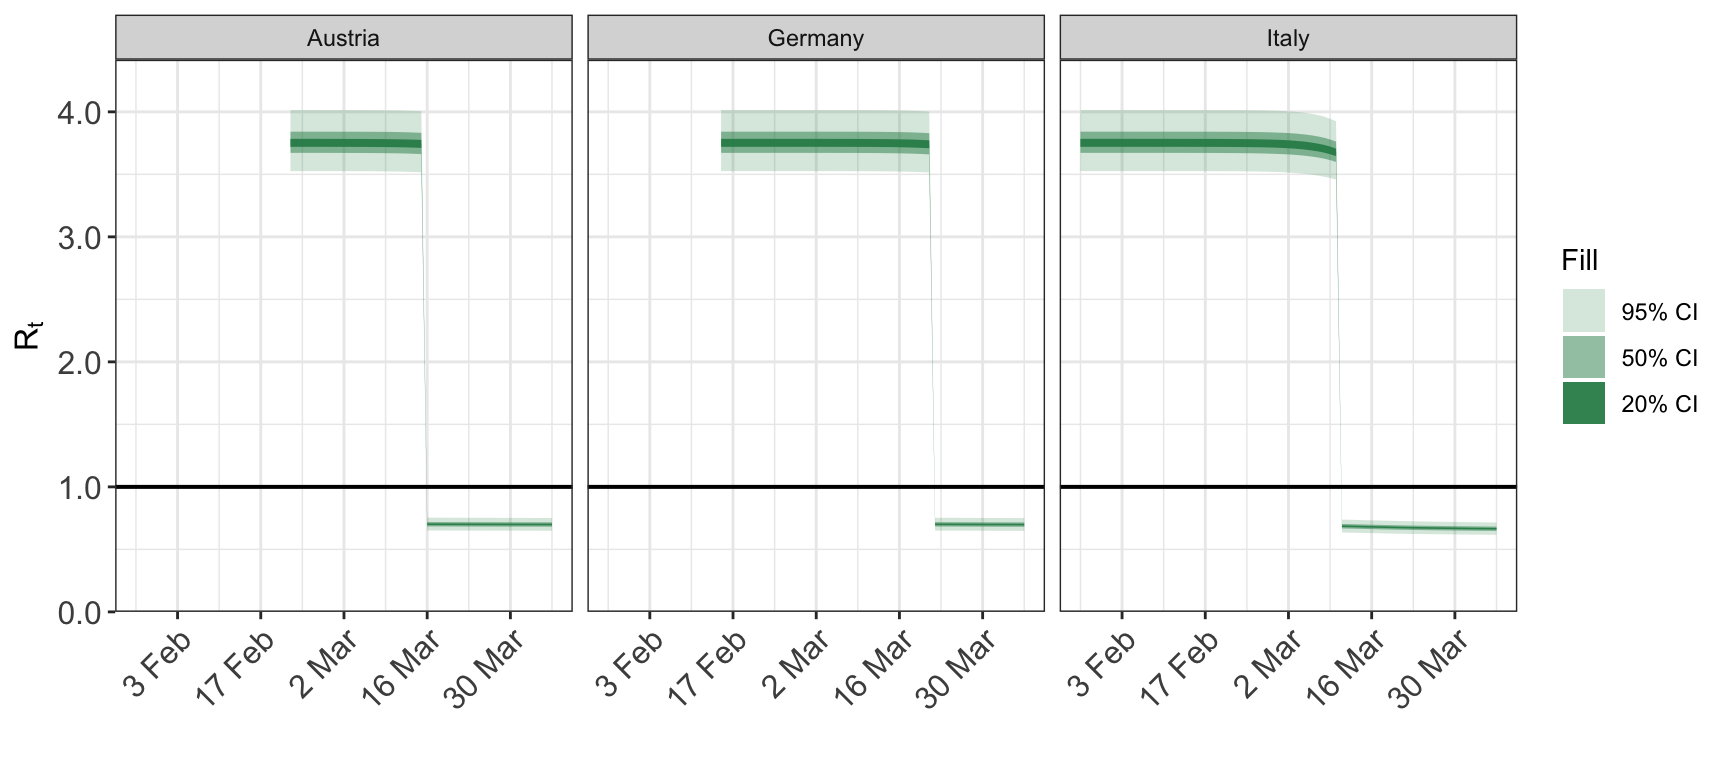 Austria
Germany
Italy
4.0
3.0
2.0
1.0
0.0
Rt
3 Feb
17 Feb
2 Mar
16 Mar
30 Mar
3 Feb
17 Feb
2 Mar
16 Mar
30 Mar
3 Feb
17 Feb
2 Mar
16 Mar
30 Mar
Fill
95% CI
50% CI
20% CI